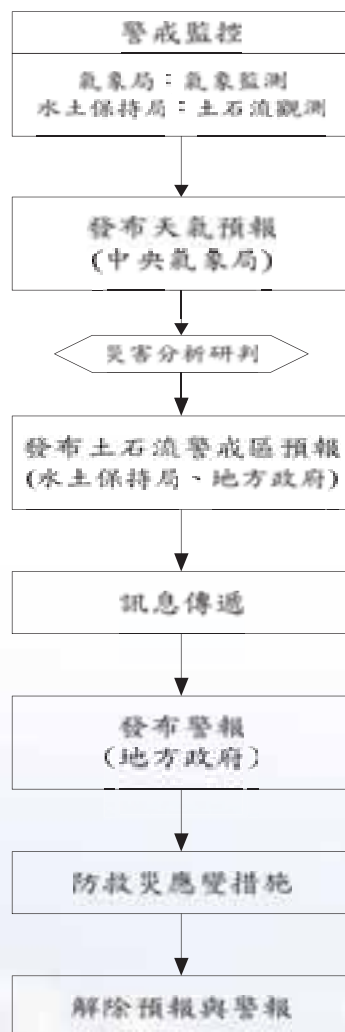 警戒監控
氣象局：氣象監測
水土保持局：土石流觀測
發布天氣預報
(中央氣象局)
災害分析研判
發布土石流警戒區預報
(水土保持局、地方政府)
訊息傳遞
發布警報
(地方政府)
防救災應變措施
解除預報與警報